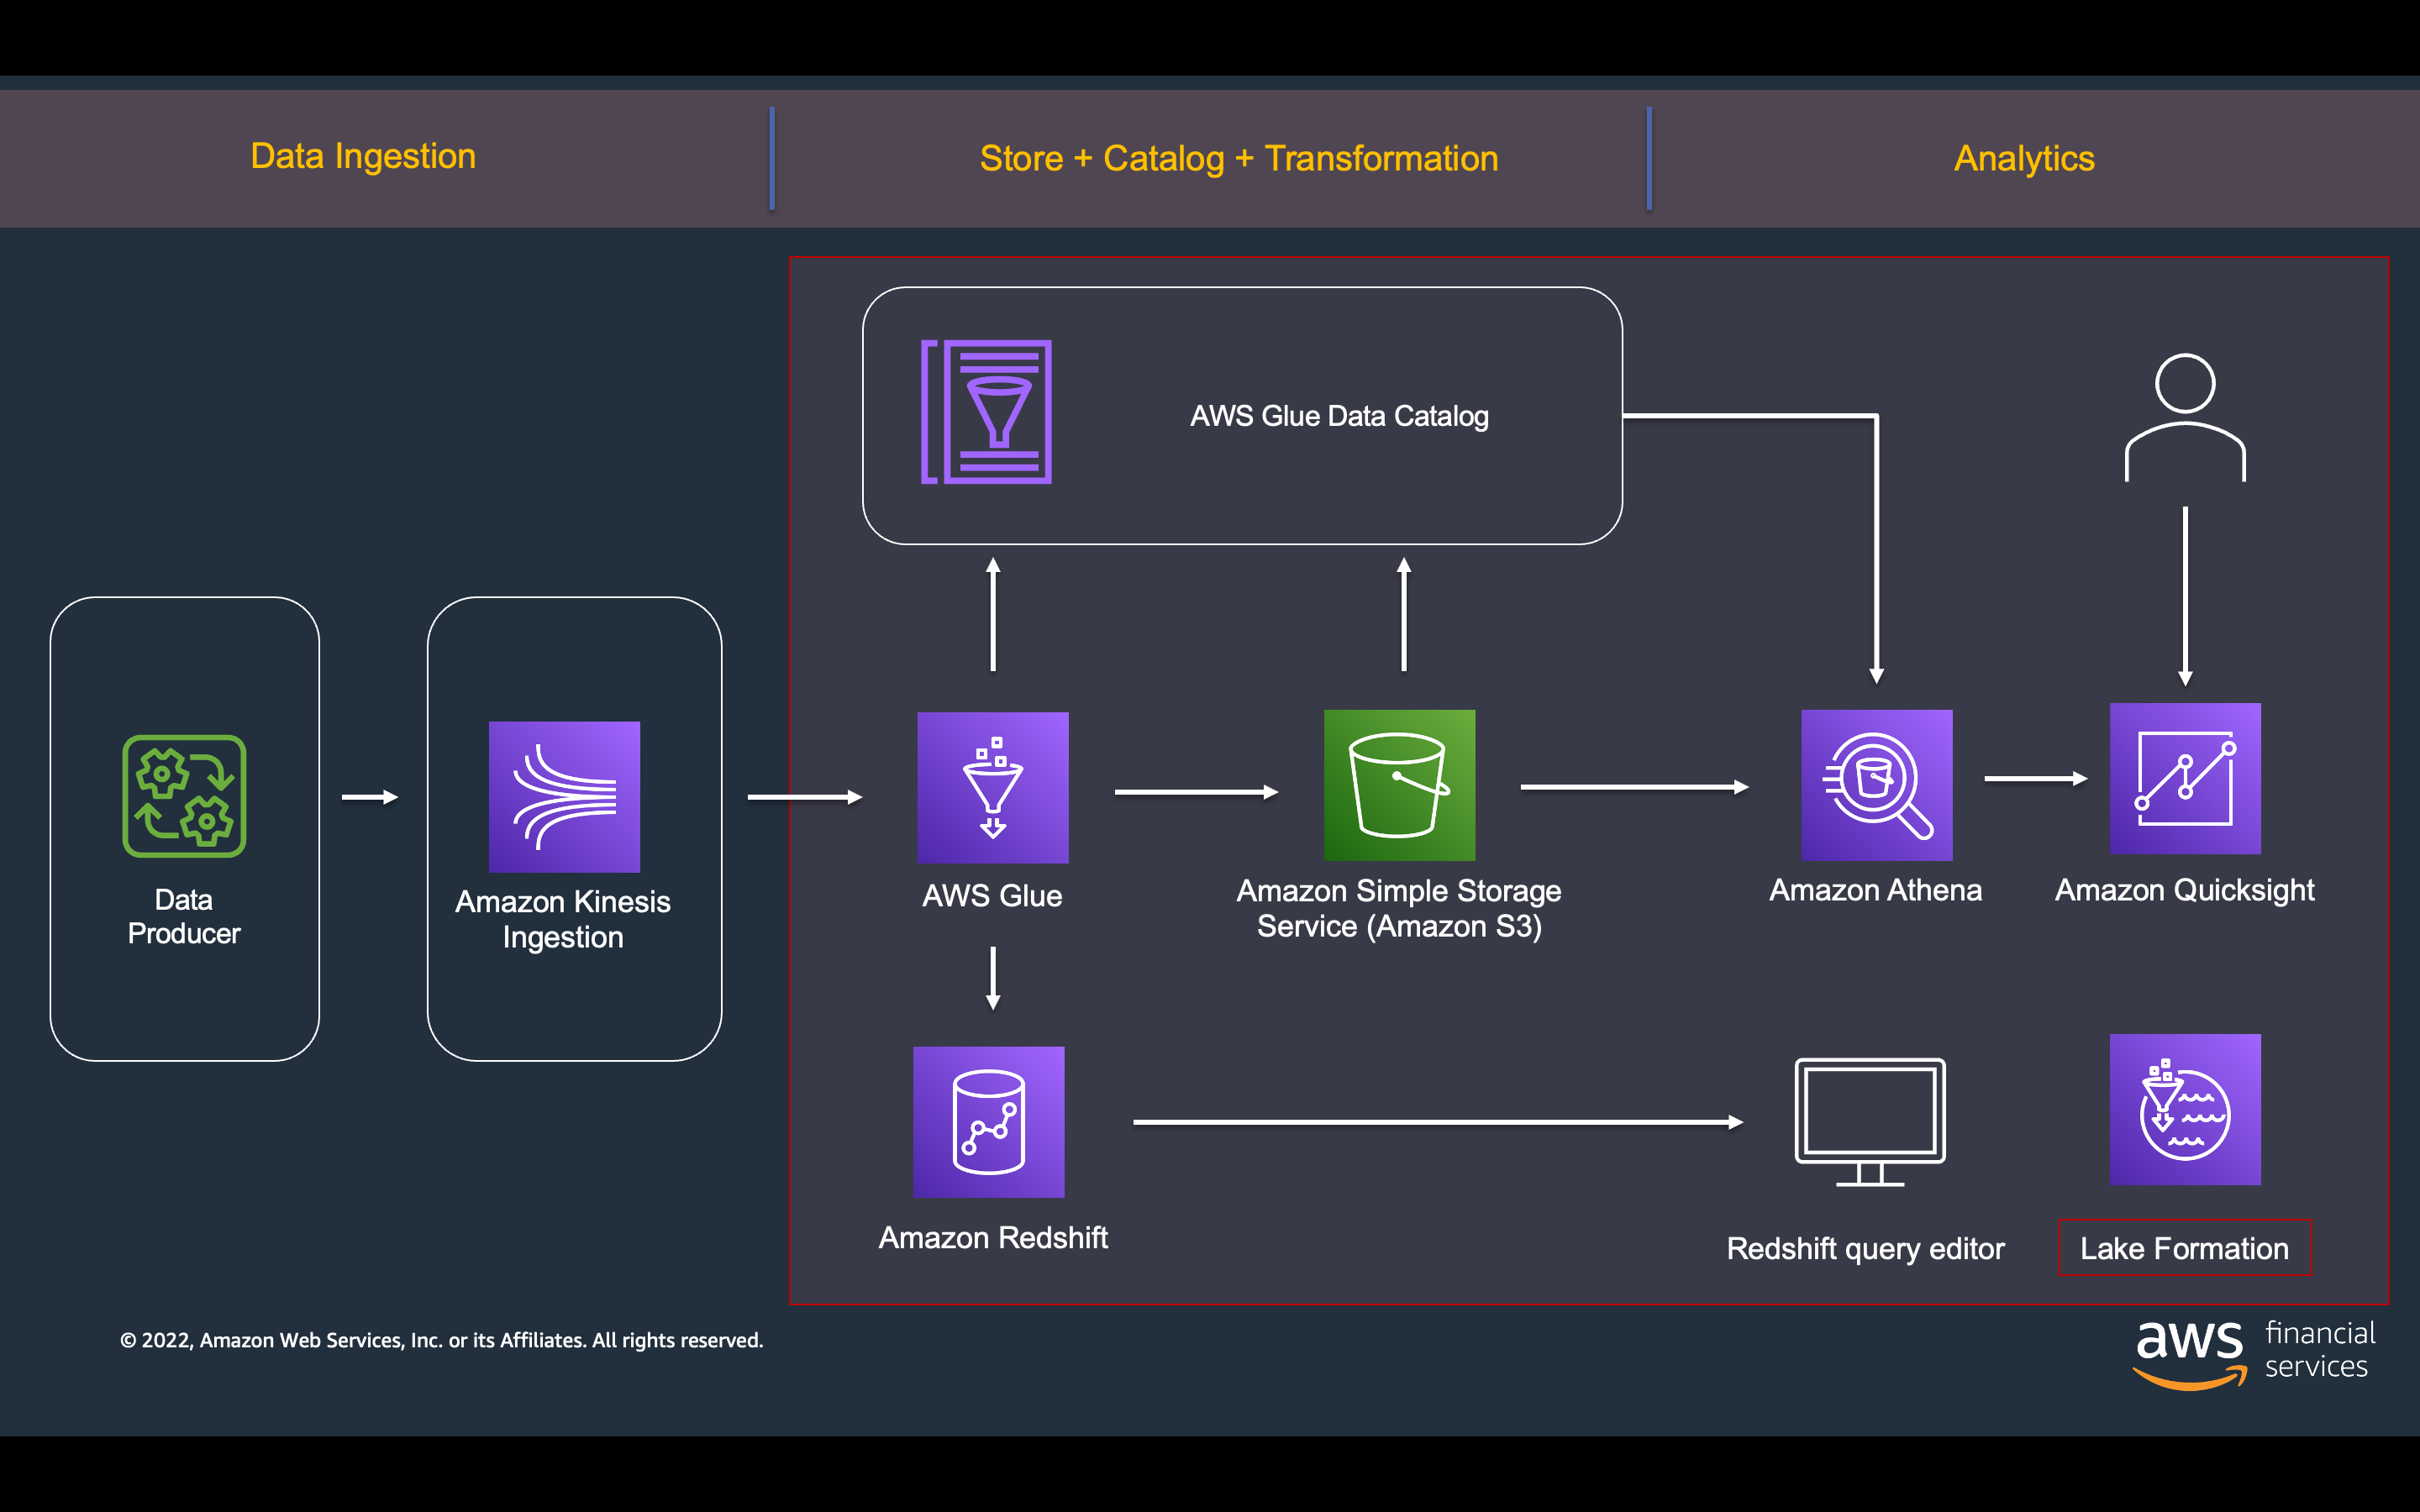 Data Ingestion
Store + Catalog + Transformation
Analytics
AWS Glue Data Catalog
Data
Producer
Amazon Kinesis
Ingestion
AWS Glue
Amazon Simple Storage
Service (Amazon S3)
Amazon Athena
Amazon Quicksight
Amazon Redshift
Redshift query editor
Lake Formation
© 2022, Amazon Web Services, Inc. or its Affiliates. All rights reserved.
aws
financial
services